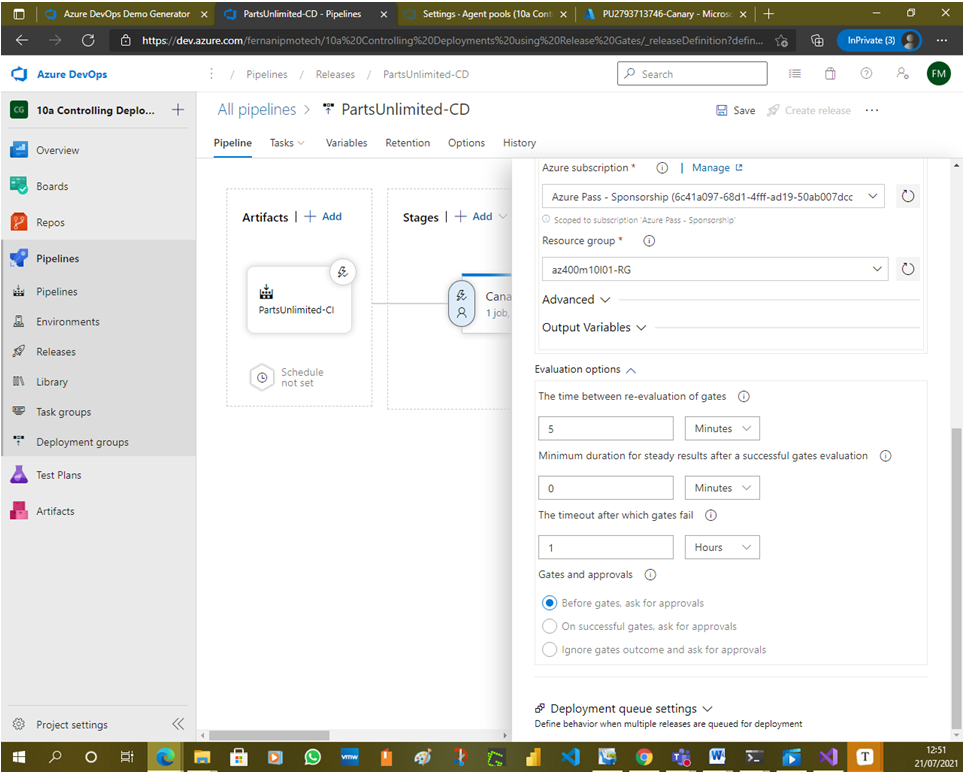 Azure DevOps Demo Generator
PartsUnlimited-CD - Pipelines
Settings - Agent pools (10a Cont
PU2793713746-Canary - Microso
https://dev.azure.com/fernanipmotech/10a%20Controlling%20Deployments%20using%20Release%20Gates/_releaseDefinition?defin...
InPrivate (3)
Azure DevOps
/ Pipelines / Releases / PartsUnlimited-CD
Search
FM
CG 10a Controlling Deplo...
All pipelines > PartsUnlimited-CD
Save
Create release
Pipeline Tasks Variables Retention Options History
Overview
Boards
Repos
Pipelines
Pipelines
Environments
Releases
Library
Task groups
Deployment groups
Test Plans
Artifacts
Project settings
Artifacts | + Add
PartsUnlimited-CI
Schedule
not set
Stages | + Add
Cana
1 job,
Azure subscription * | Manage
Azure Pass - Sponsorship (6c41a097-68d1-4fff-ad19-50ab007dcc
Scoped to subscription 'Azure Pass - Sponsorship'
Resource group *
az400m10l01-RG
Advanced
Output Variables
Evaluation options
The time between re-evaluation of gates
5 Minutes
Minimum duration for steady results after a successful gates evaluation
0 Minutes
The timeout after which gates fail
1 Hours
Gates and approvals
Before gates, ask for approvals
On successful gates, ask for approvals
Ignore gates outcome and ask for approvals
Deployment queue settings
Define behavior when multiple releases are queued for deployment
vmw
W
T
12:51
21/07/2021